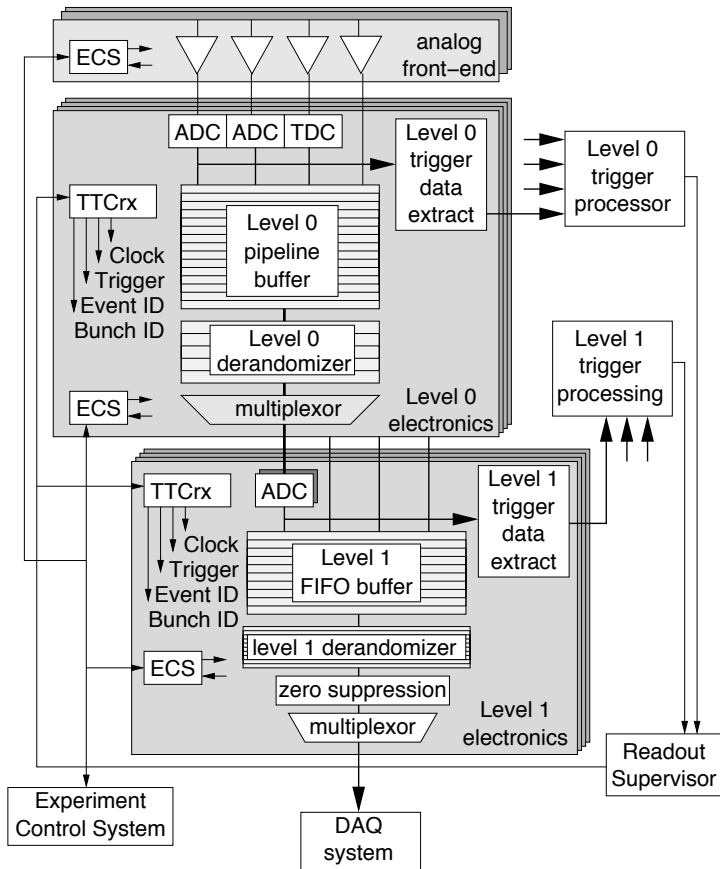 ECS
analog
front−end
ADC
ADC
TDC
Level 0
trigger
data
extract
Level 0
trigger
processor
TTCrx
Clock
Trigger
Event ID
Bunch ID
Level 0
pipeline
buffer
Level 0
derandomizer
ECS
multiplexor
Level 0
electronics
Level 1
trigger
processing
TTCrx
Clock
Trigger
Event ID
Bunch ID
ADC
Level 1
trigger
data
extract
Level 1
FIFO buffer
level 1 derandomizer
ECS
zero suppression
multiplexor
Level 1
electronics
Readout
Supervisor
Experiment
Control System
DAQ
system